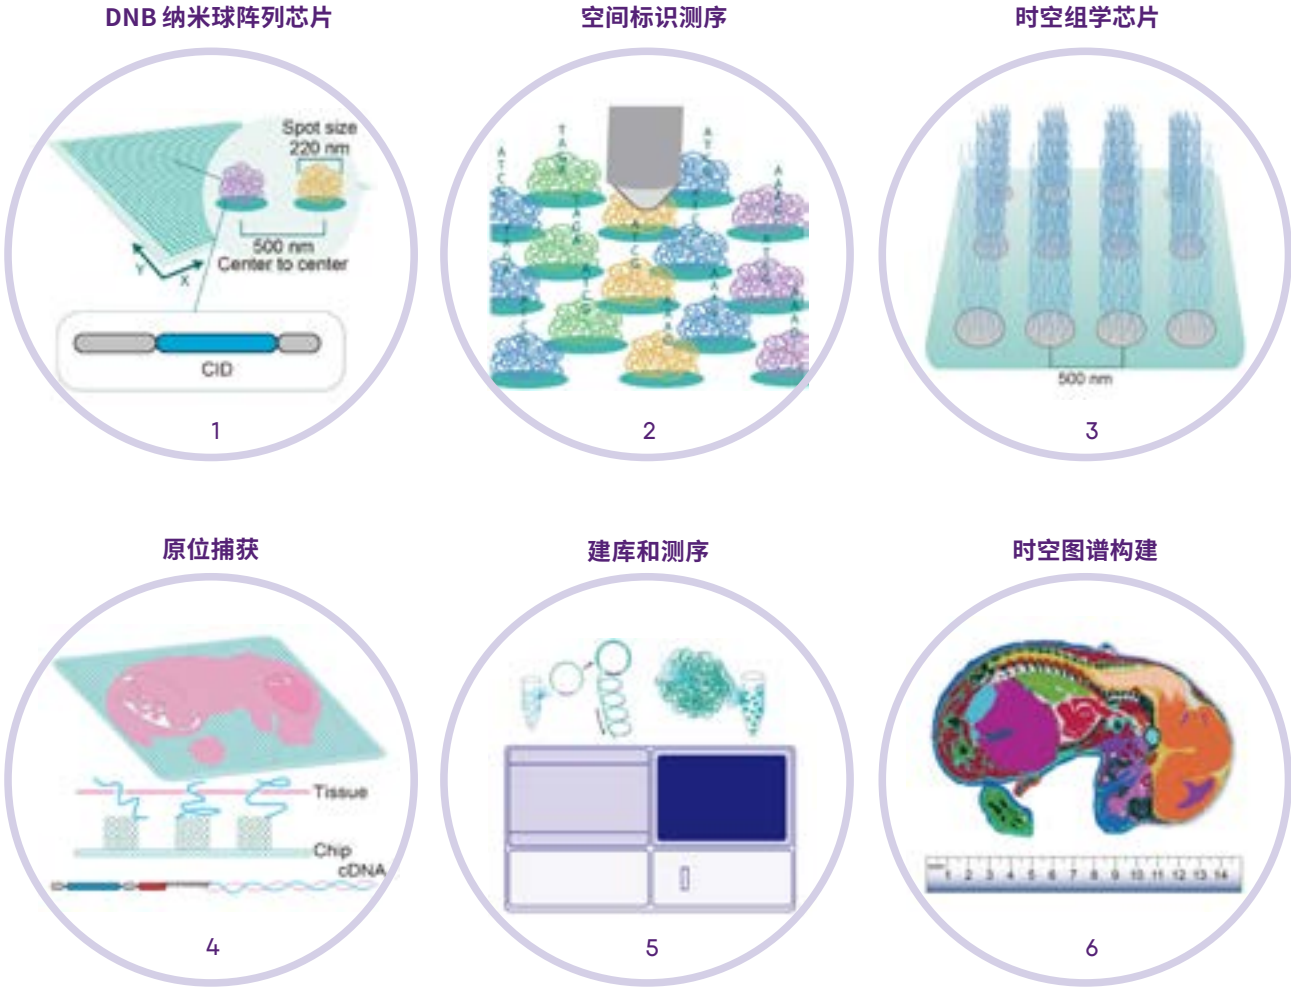 DNB 纳米球阵列芯片
Spot size
220 nm
500 nm
Center to center
Y
X
CID
1
空间标识测序
2
时空组学芯片
500 nm
3
原位捕获
Tissue
Chip
cDNA
4
建库和测序
5
时空图谱构建
1 2 3 4 5 6 7 8 9 10 11 12 13 14
6